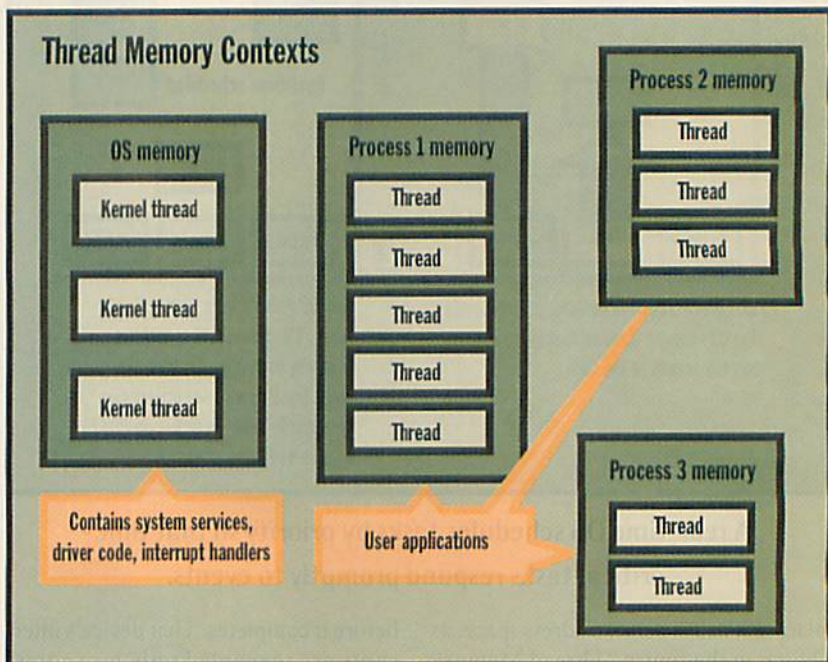 Thread Memory Contexts
OS memory
Kernel thread
Kernel thread
Kernel thread
Contains system services,
driver code, interrupt handlers
Process 1 memory
Thread
Thread
Thread
Thread
Thread
User applications
Process 2 memory
Thread
Thread
Thread
Process 3 memory
Thread
Thread